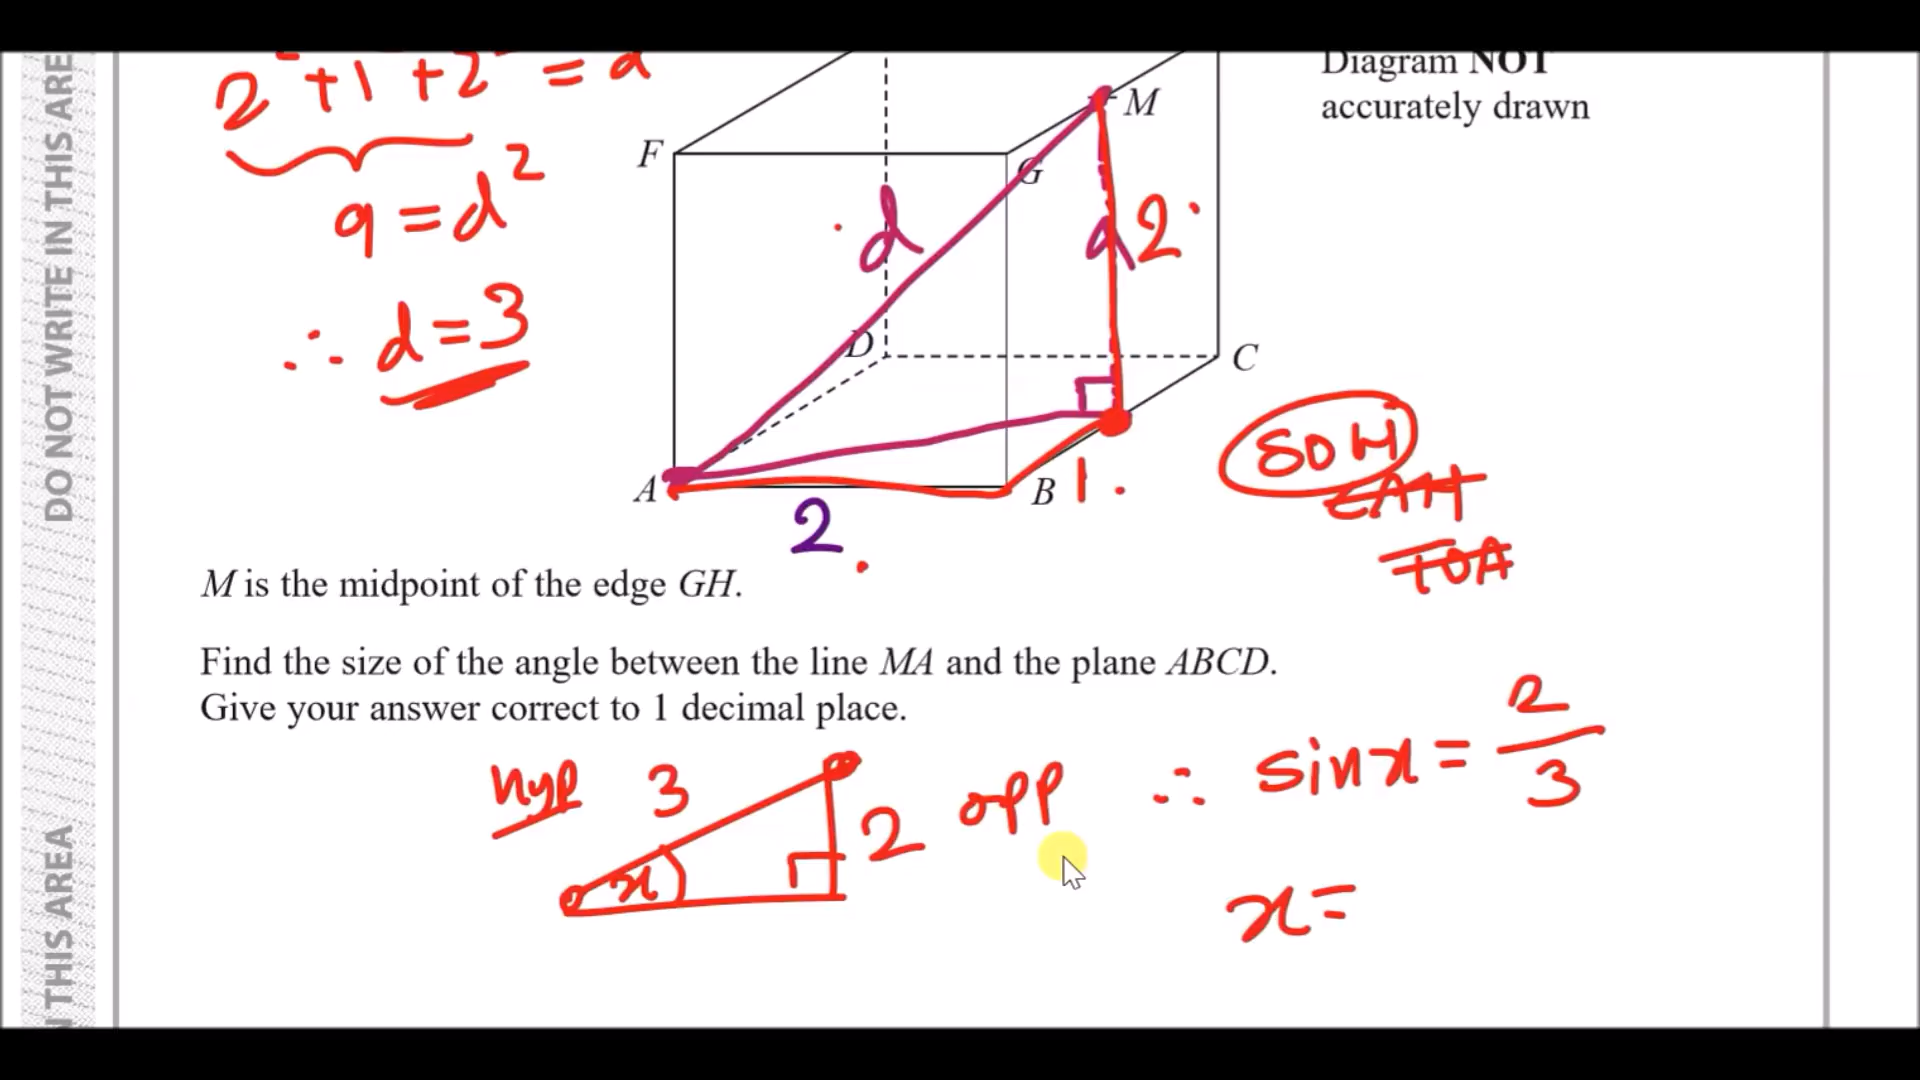 DO NOT WRITE IN THIS ARE
THIS AREA
Diagram NOT
accurately drawn
2² + 1 + 2² = d
9 = d²
∴ d = 3
F
M
G
d
2
D
C
A
B
1
2
SOH
CAH
TOA
M is the midpoint of the edge GH.
Find the size of the angle between the line MA and the plane ABCD.
Give your answer correct to 1 decimal place.
hyp 3
x
2 opp
∴ sin x = 2/3
x =